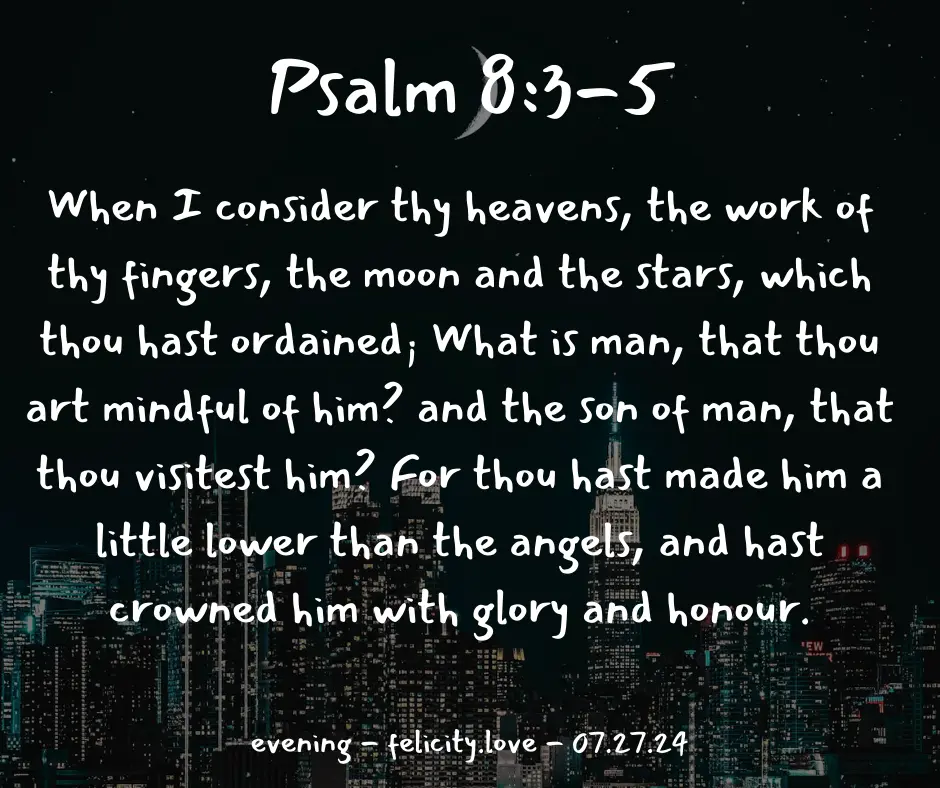 Psalm 8:3-5
When I consider thy heavens, the work of
thy fingers, the moon and the stars, which
thou hast ordained; What is man, that thou
art mindful of him? and the son of man, that
thou visitest him? For thou hast made him a
little lower than the angels, and hast
crowned him with glory and honour.
evening - felicity.love - 07.27.24